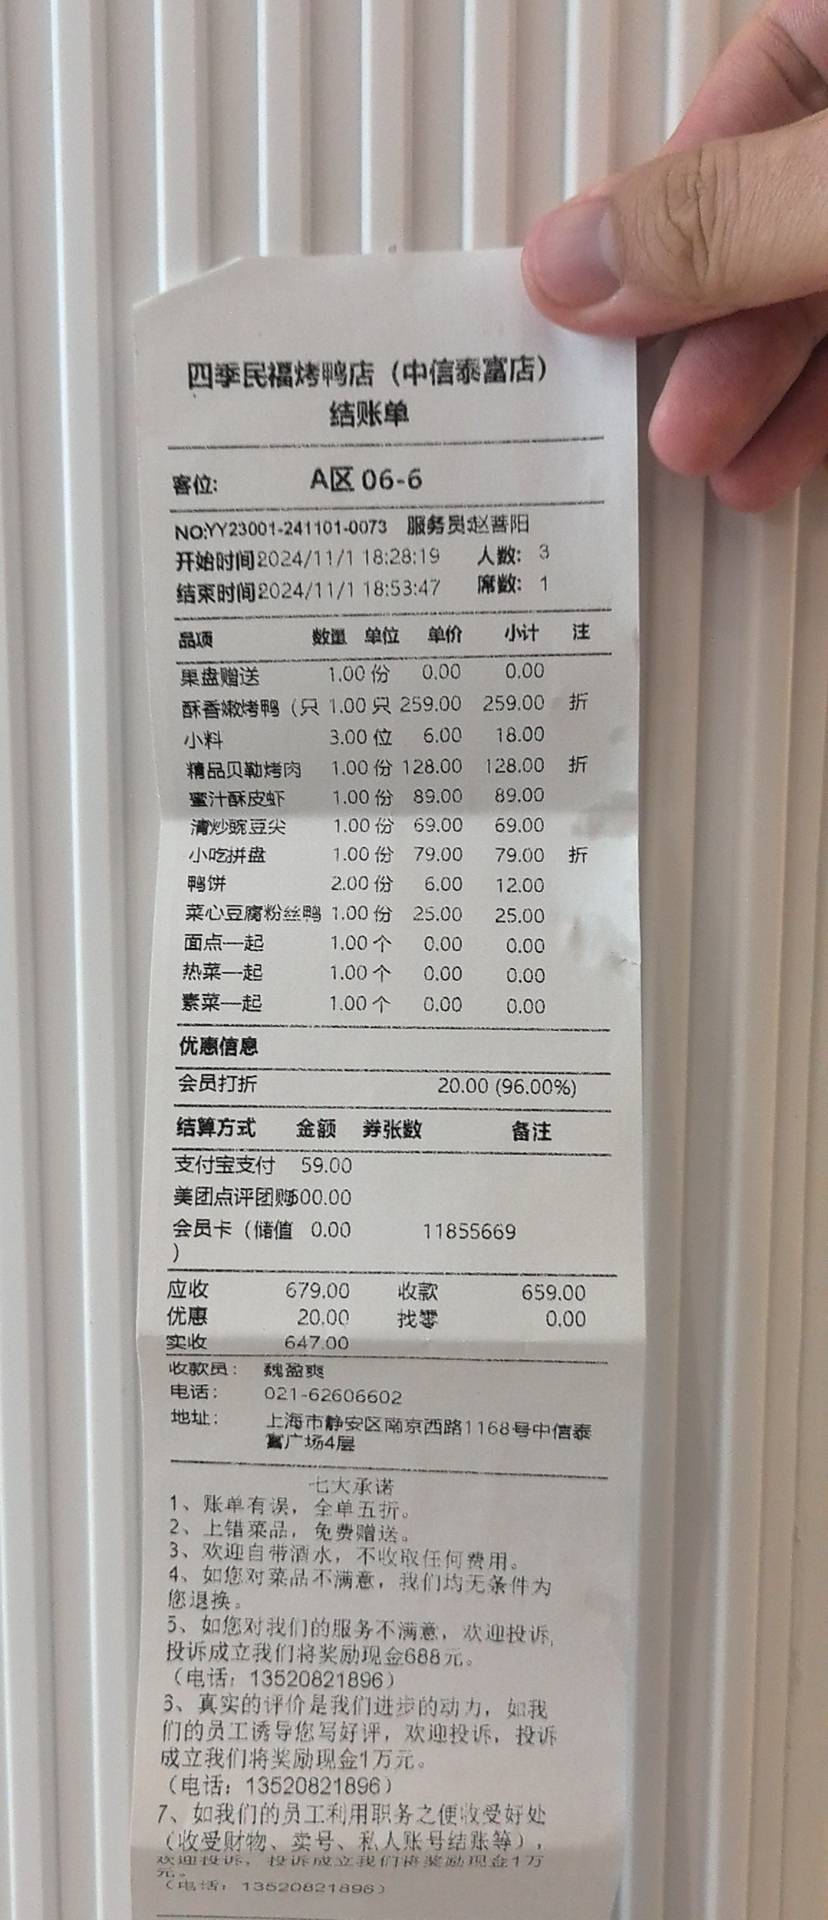 四季民福烤鸭店（中信泰富店）
结账单
客位: A区 06-6
NO:YY23001-241101-0073 服务员:赵蕾阳
开始时间2024/11/1 18:28:19 人数: 3
结束时间2024/11/1 18:53:47 席数: 1
品项 数量 单位 单价 小计 注
果盘赠送 1.00 份 0.00 0.00
酥香嫩烤鸭（只 1.00 只 259.00 259.00 折
小料 3.00 位 6.00 18.00
精品贝勒烤肉 1.00 份 128.00 128.00 折
蜜汁酥皮虾 1.00 份 89.00 89.00
清炒豌豆尖 1.00 份 69.00 69.00
小吃拼盘 1.00 份 79.00 79.00 折
鸭饼 2.00 份 6.00 12.00
菜心豆腐粉丝鸭 1.00 份 25.00 25.00
面点一起 1.00 个 0.00 0.00
热菜一起 1.00 个 0.00 0.00
素菜一起 1.00 个 0.00 0.00
优惠信息
会员打折 20.00 (96.00%)
结算方式 金额 券张数 备注
支付宝支付 59.00
美团点评团购600.00
会员卡（储值 0.00 11855669
）
应收 679.00 收款 659.00
优惠 20.00 找零 0.00
实收 647.00
收款员: 魏盈爽
电话: 021-62606602
地址: 上海市静安区南京西路1168号中信泰
富广场4层
七大承诺
1、账单有误，全单五折。
2、上错菜品，免费赠送。
3、欢迎自带酒水，不收取任何费用。
4、如您对菜品不满意，我们均无条件为
您退换。
5、如您对我们的服务不满意，欢迎投诉,
投诉成立我们将奖励现金688元。
（电话：13520821896）
6、真实的评价是我们进步的动力，如我
们的员工诱导您写好评，欢迎投诉，投诉
成立我们将奖励现金1万元。
（电话：13520821896）
7、如我们的员工利用职务之便收受好处
（收受财物、卖号、私人账号结账等），
欢迎投诉，投诉成立我们将奖励现金1万
元。
（电话：13520821896）